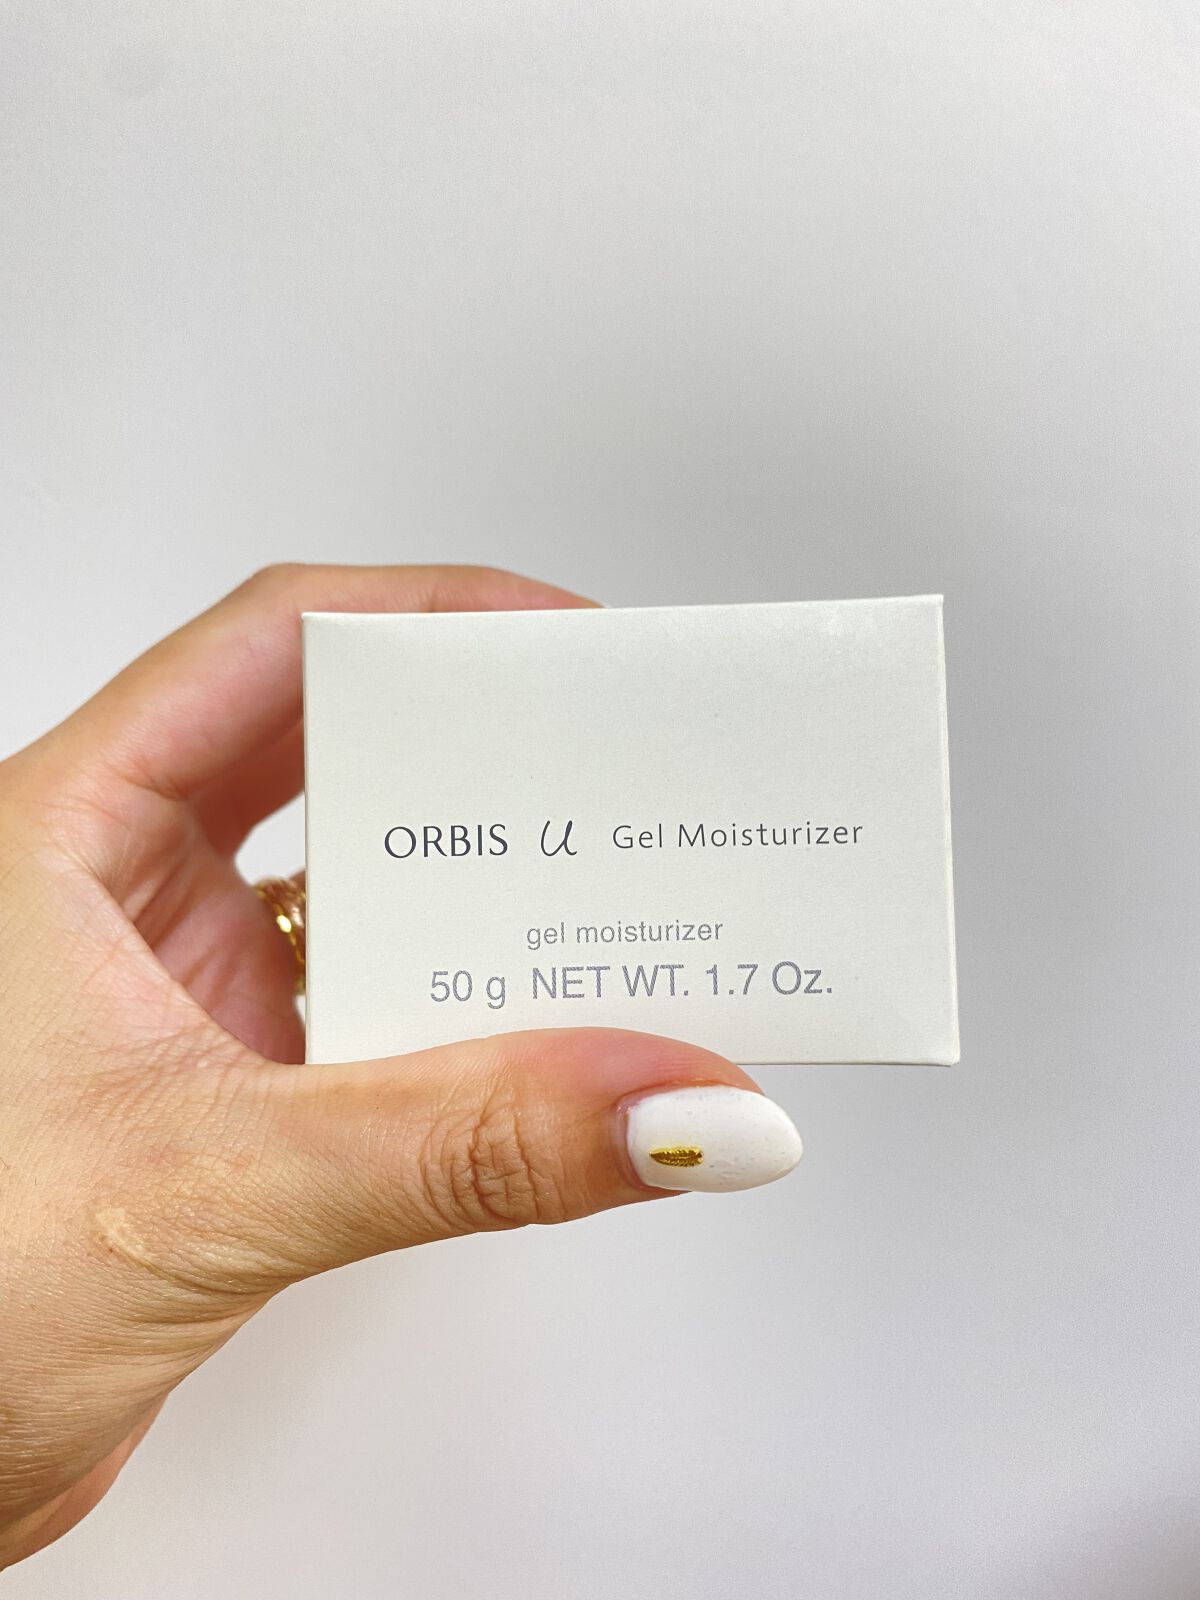 ORBIS u Gel Moisturizer
gel moisturizer
50 g NET WT. 1.7 Oz.